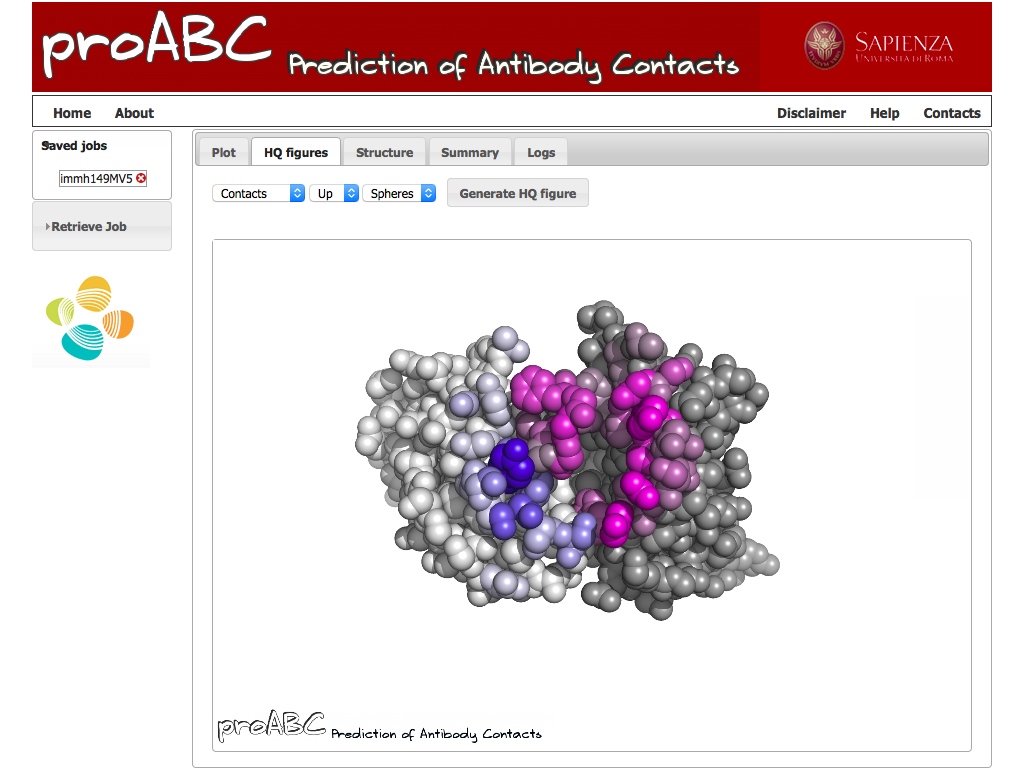 proABC Prediction of Antibody Contacts
SAPIENZA
UNIVERSITÀ DI ROMA
Home About Disclaimer Help Contacts
Saved jobs
immh149MV5
Retrieve Job
Plot HQ figures Structure Summary Logs
Contacts Up Spheres Generate HQ figure
proABC Prediction of Antibody Contacts